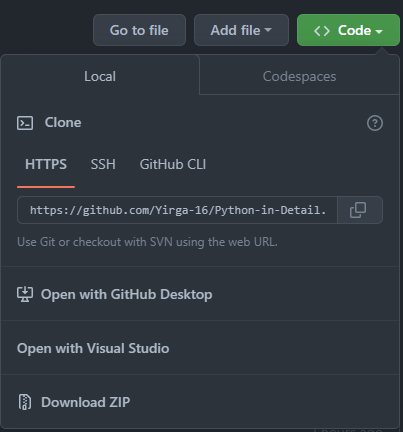 Go to file Add file <> Code
Local Codespaces
Clone
HTTPS SSH GitHub CLI
https://github.com/Yirga-16/Python-in-Detail.
Use Git or checkout with SVN using the web URL.
Open with GitHub Desktop
Open with Visual Studio
Download ZIP